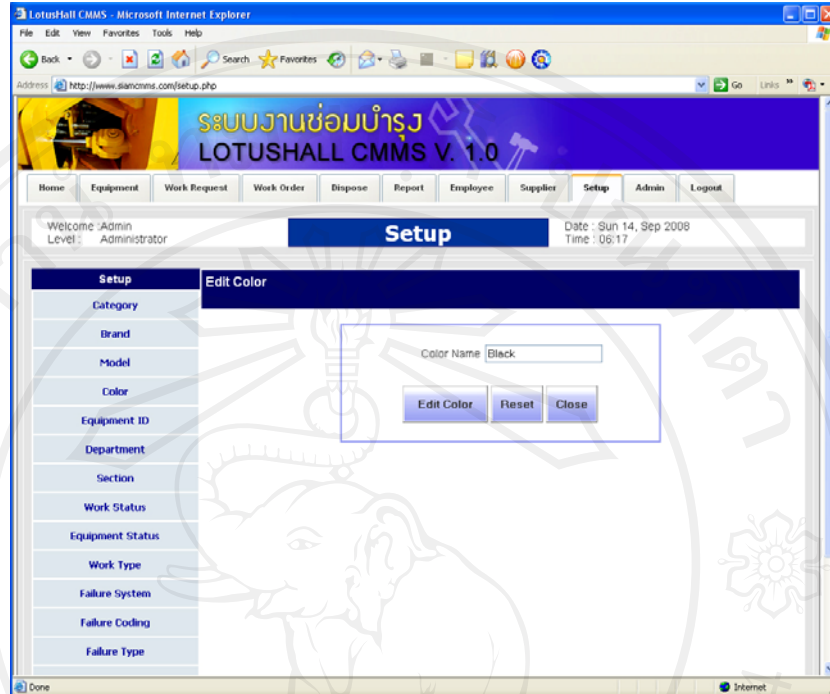 LotusHall CMMS - Microsoft Internet Explorer
File Edit View Favorites Tools Help
Back Search Favorites
Address http://www.siamcmms.com/setup.php Go Links
ระบบงานซ่อมบำรุง
LOTUSHALL CMMS V. 1.0
Home Equipment Work Request Work Order Dispose Report Employee Supplier Setup Admin Logout
Welcome :Admin
Level : Administrator
Setup
Date : Sun 14, Sep 2008
Time : 06:17
Setup
Category
Brand
Model
Color
Equipment ID
Department
Section
Work Status
Equipment Status
Work Type
Failure System
Failure Coding
Failure Type
Edit Color
Color Name Black
Edit Color Reset Close
Done Internet